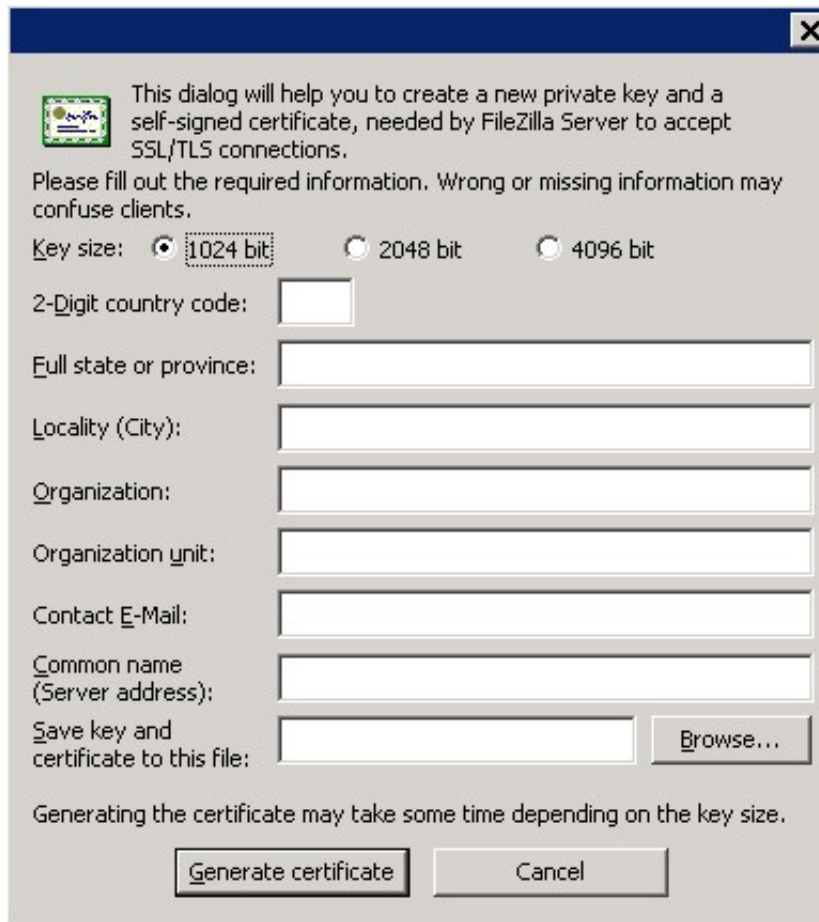 This dialog will help you to create a new private key and a
self-signed certificate, needed by FileZilla Server to accept
SSL/TLS connections.
Please fill out the required information. Wrong or missing information may
confuse clients.
Key size: 1024 bit 2048 bit 4096 bit
2-Digit country code:
Full state or province:
Locality (City):
Organization:
Organization unit:
Contact E-Mail:
Common name
(Server address):
Save key and
certificate to this file:
Browse...
Generating the certificate may take some time depending on the key size.
Generate certificate Cancel